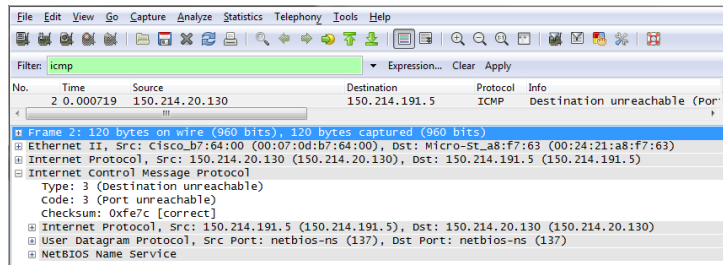 File Edit View Go Capture Analyze Statistics Telephony Tools Help
Filter: icmp Expression... Clear Apply
No. Time Source Destination Protocol Info
2 0.000719 150.214.20.130 150.214.191.5 ICMP Destination unreachable (Por
Frame 2: 120 bytes on wire (960 bits), 120 bytes captured (960 bits)
Ethernet II, Src: Cisco_b7:64:00 (00:07:0d:b7:64:00), Dst: Micro-St_a8:f7:63 (00:24:21:a8:f7:63)
Internet Protocol, Src: 150.214.20.130 (150.214.20.130), Dst: 150.214.191.5 (150.214.191.5)
Internet Control Message Protocol
Type: 3 (Destination unreachable)
Code: 3 (Port unreachable)
Checksum: 0xfe7c [correct]
Internet Protocol, Src: 150.214.191.5 (150.214.191.5), Dst: 150.214.20.130 (150.214.20.130)
User Datagram Protocol, Src Port: netbios-ns (137), Dst Port: netbios-ns (137)
NetBIOS Name Service